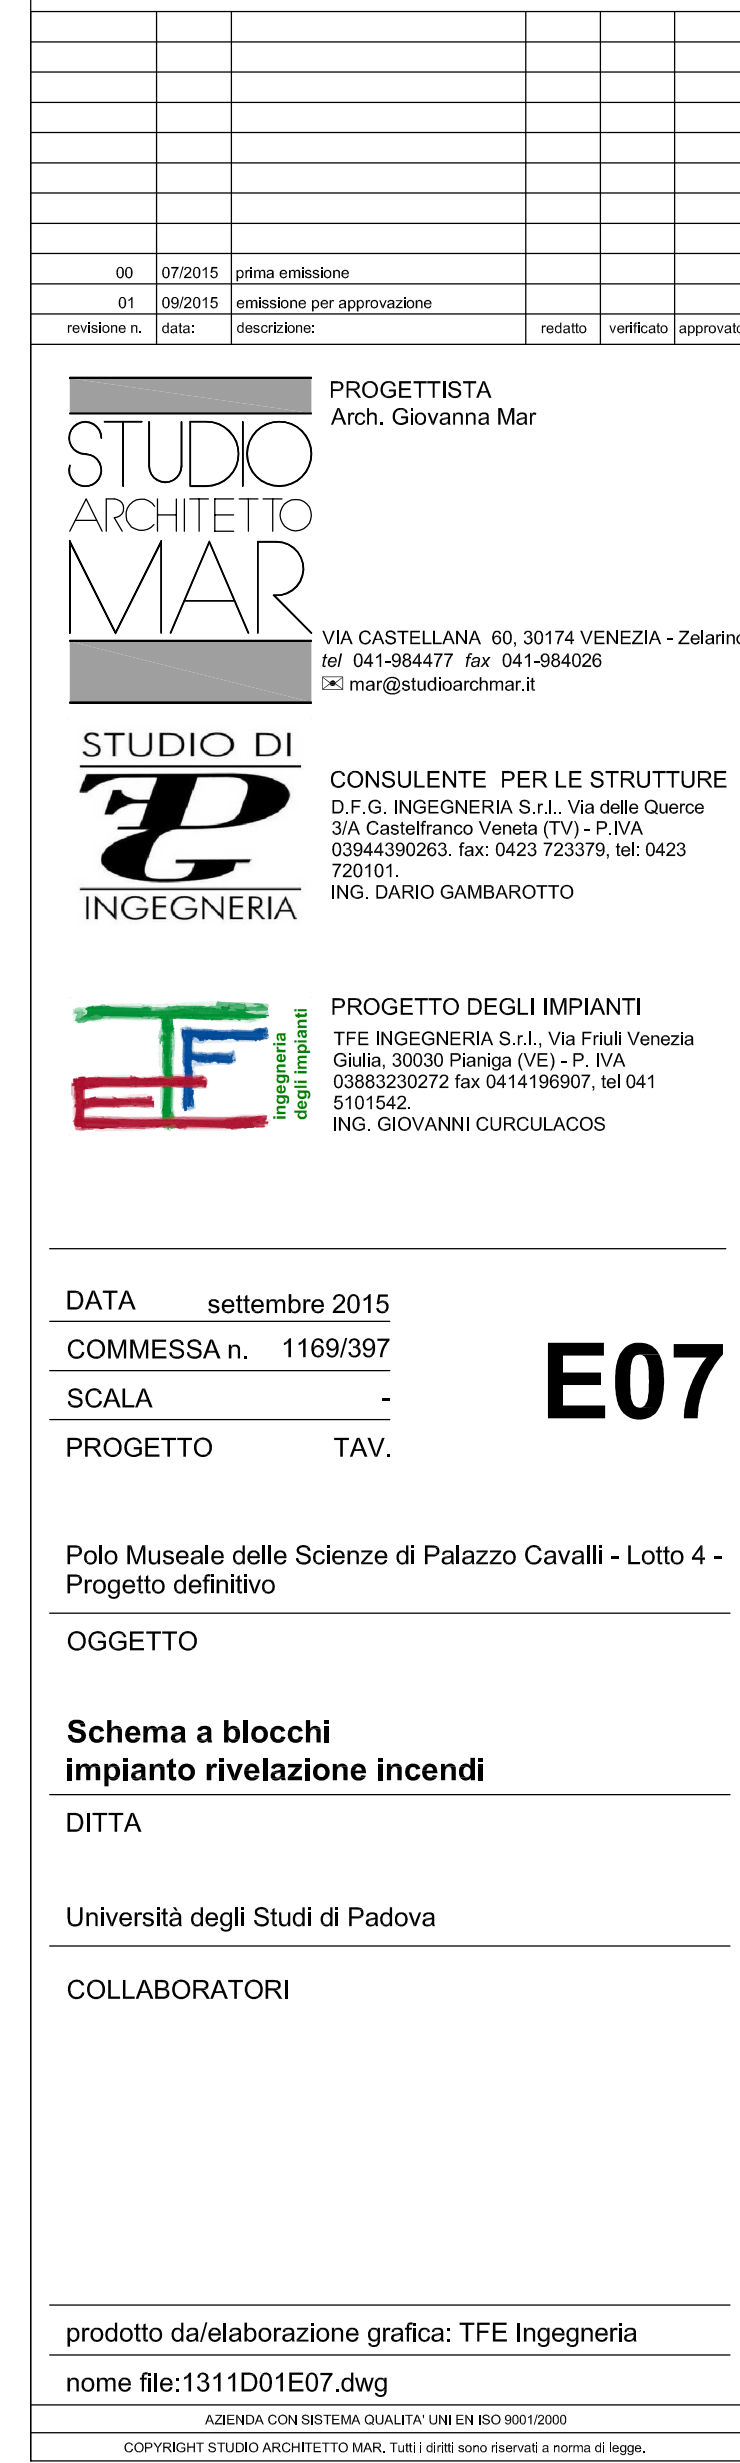 00 07/2015 prima emissione
01 09/2015 emissione per approvazione
revisione n. data: descrizione: redatto verificato approvato
STUDIO
ARCHITETTO
MAR
PROGETTISTA
Arch. Giovanna Mar
VIA CASTELLANA 60, 30174 VENEZIA - Zelarino
tel 041-984477 fax 041-984026
✉ mar@studioarchmar.it
STUDIO DI
DFG
INGEGNERIA
CONSULENTE PER LE STRUTTURE
D.F.G. INGEGNERIA S.r.l.. Via delle Querce
3/A Castelfranco Veneta (TV) - P.IVA
03944390263. fax: 0423 723379, tel: 0423
720101.
ING. DARIO GAMBAROTTO
TFE
ingegneria
degli impianti
PROGETTO DEGLI IMPIANTI
TFE INGEGNERIA S.r.l., Via Friuli Venezia
Giulia, 30030 Pianiga (VE) - P. IVA
03883230272 fax 0414196907, tel 041
5101542.
ING. GIOVANNI CURCULACOS
DATA settembre 2015
COMMESSA n. 1169/397
SCALA -
PROGETTO TAV.
E07
Polo Museale delle Scienze di Palazzo Cavalli - Lotto 4 -
Progetto definitivo
OGGETTO
Schema a blocchi
impianto rivelazione incendi
DITTA
Università degli Studi di Padova
COLLABORATORI
prodotto da/elaborazione grafica: TFE Ingegneria
nome file:1311D01E07.dwg
AZIENDA CON SISTEMA QUALITA' UNI EN ISO 9001/2000
COPYRIGHT STUDIO ARCHITETTO MAR. Tutti i diritti sono riservati a norma di legge.